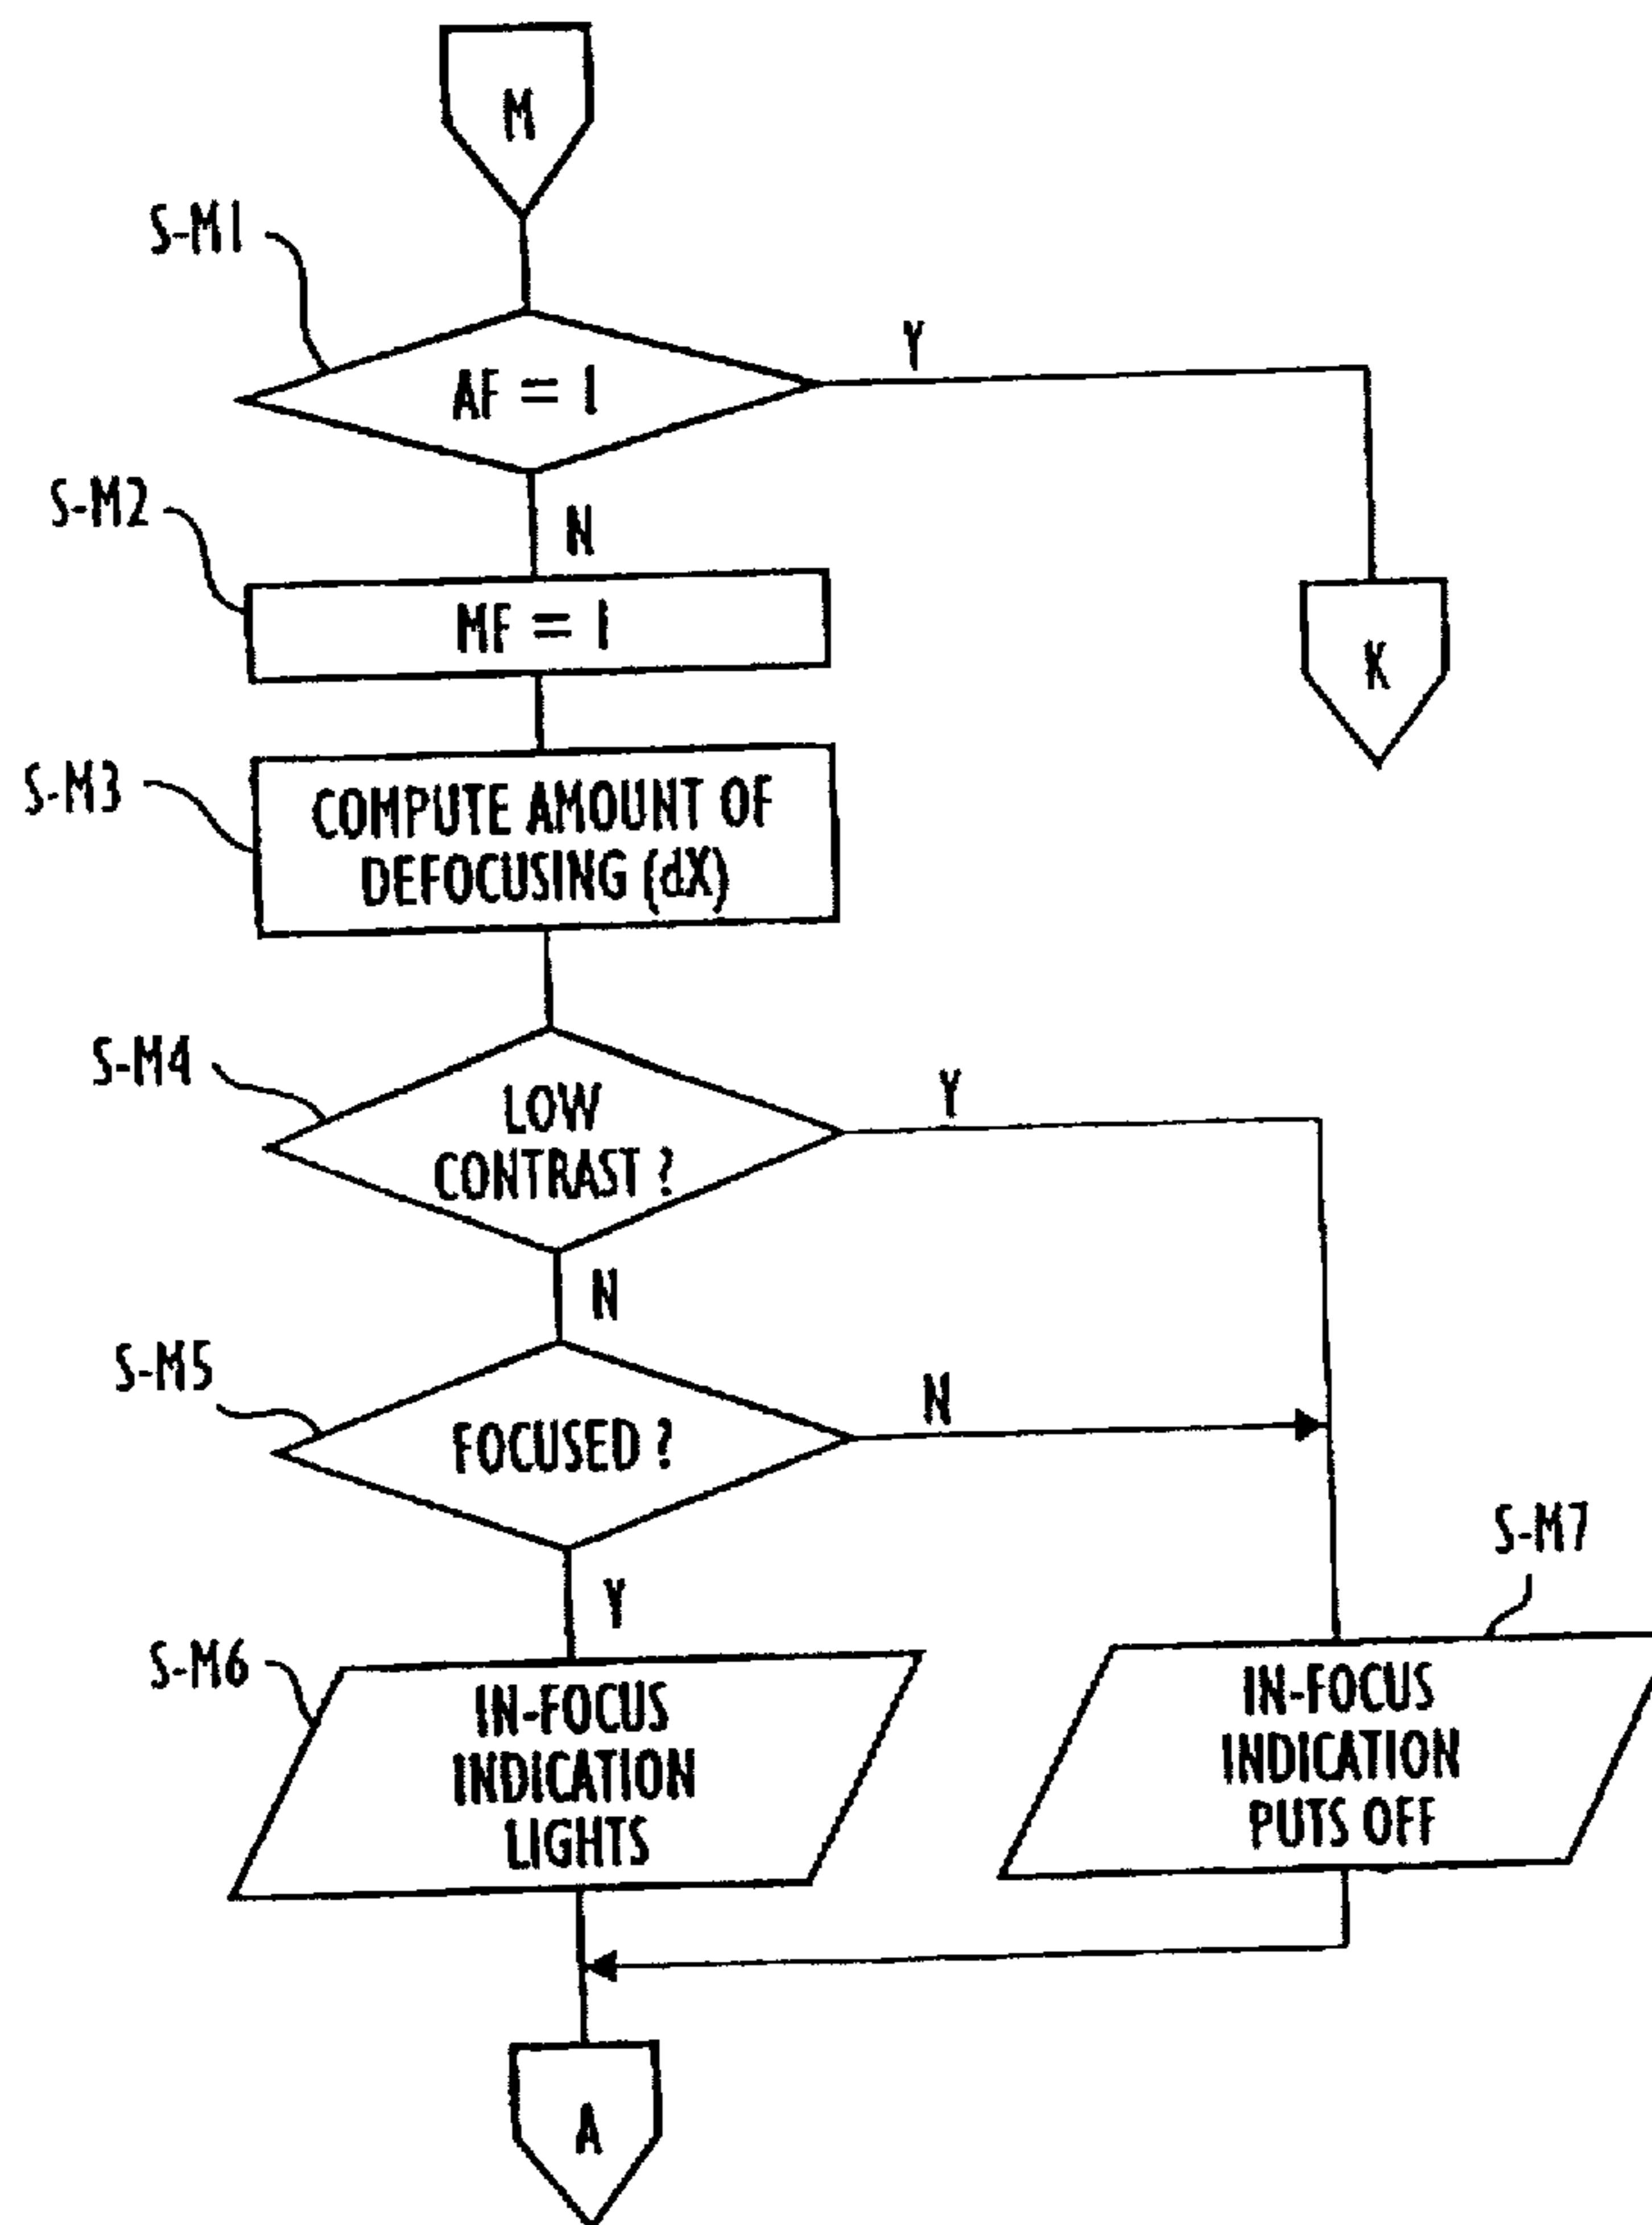 M
S-M1
AF = 1
Y
S-M2
N
MF = 1
K
S-M3
COMPUTE AMOUNT OF
DEFOCUSING (dX)
S-M4
LOW
CONTRAST ?
Y
N
S-M5
FOCUSED ?
N
S-M7
Y
S-M6
IN-FOCUS
INDICATION
LIGHTS
IN-FOCUS
INDICATION
PUTS OFF
A